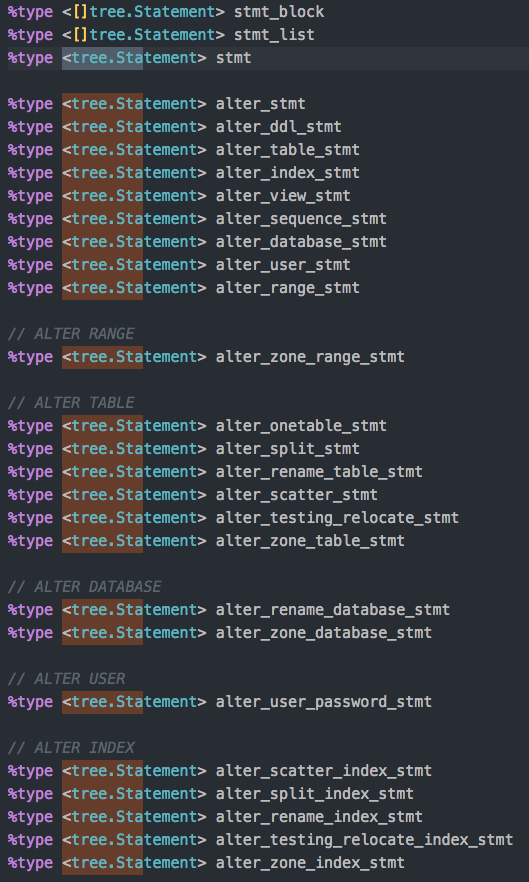 %type <[]tree.Statement> stmt_block
%type <[]tree.Statement> stmt_list
%type <tree.Statement> stmt
%type <tree.Statement> alter_stmt
%type <tree.Statement> alter_ddl_stmt
%type <tree.Statement> alter_table_stmt
%type <tree.Statement> alter_index_stmt
%type <tree.Statement> alter_view_stmt
%type <tree.Statement> alter_sequence_stmt
%type <tree.Statement> alter_database_stmt
%type <tree.Statement> alter_user_stmt
%type <tree.Statement> alter_range_stmt
// ALTER RANGE
%type <tree.Statement> alter_zone_range_stmt
// ALTER TABLE
%type <tree.Statement> alter_onetable_stmt
%type <tree.Statement> alter_split_stmt
%type <tree.Statement> alter_rename_table_stmt
%type <tree.Statement> alter_scatter_stmt
%type <tree.Statement> alter_testing_relocate_stmt
%type <tree.Statement> alter_zone_table_stmt
// ALTER DATABASE
%type <tree.Statement> alter_rename_database_stmt
%type <tree.Statement> alter_zone_database_stmt
// ALTER USER
%type <tree.Statement> alter_user_password_stmt
// ALTER INDEX
%type <tree.Statement> alter_scatter_index_stmt
%type <tree.Statement> alter_split_index_stmt
%type <tree.Statement> alter_rename_index_stmt
%type <tree.Statement> alter_testing_relocate_index_stmt
%type <tree.Statement> alter_zone_index_stmt